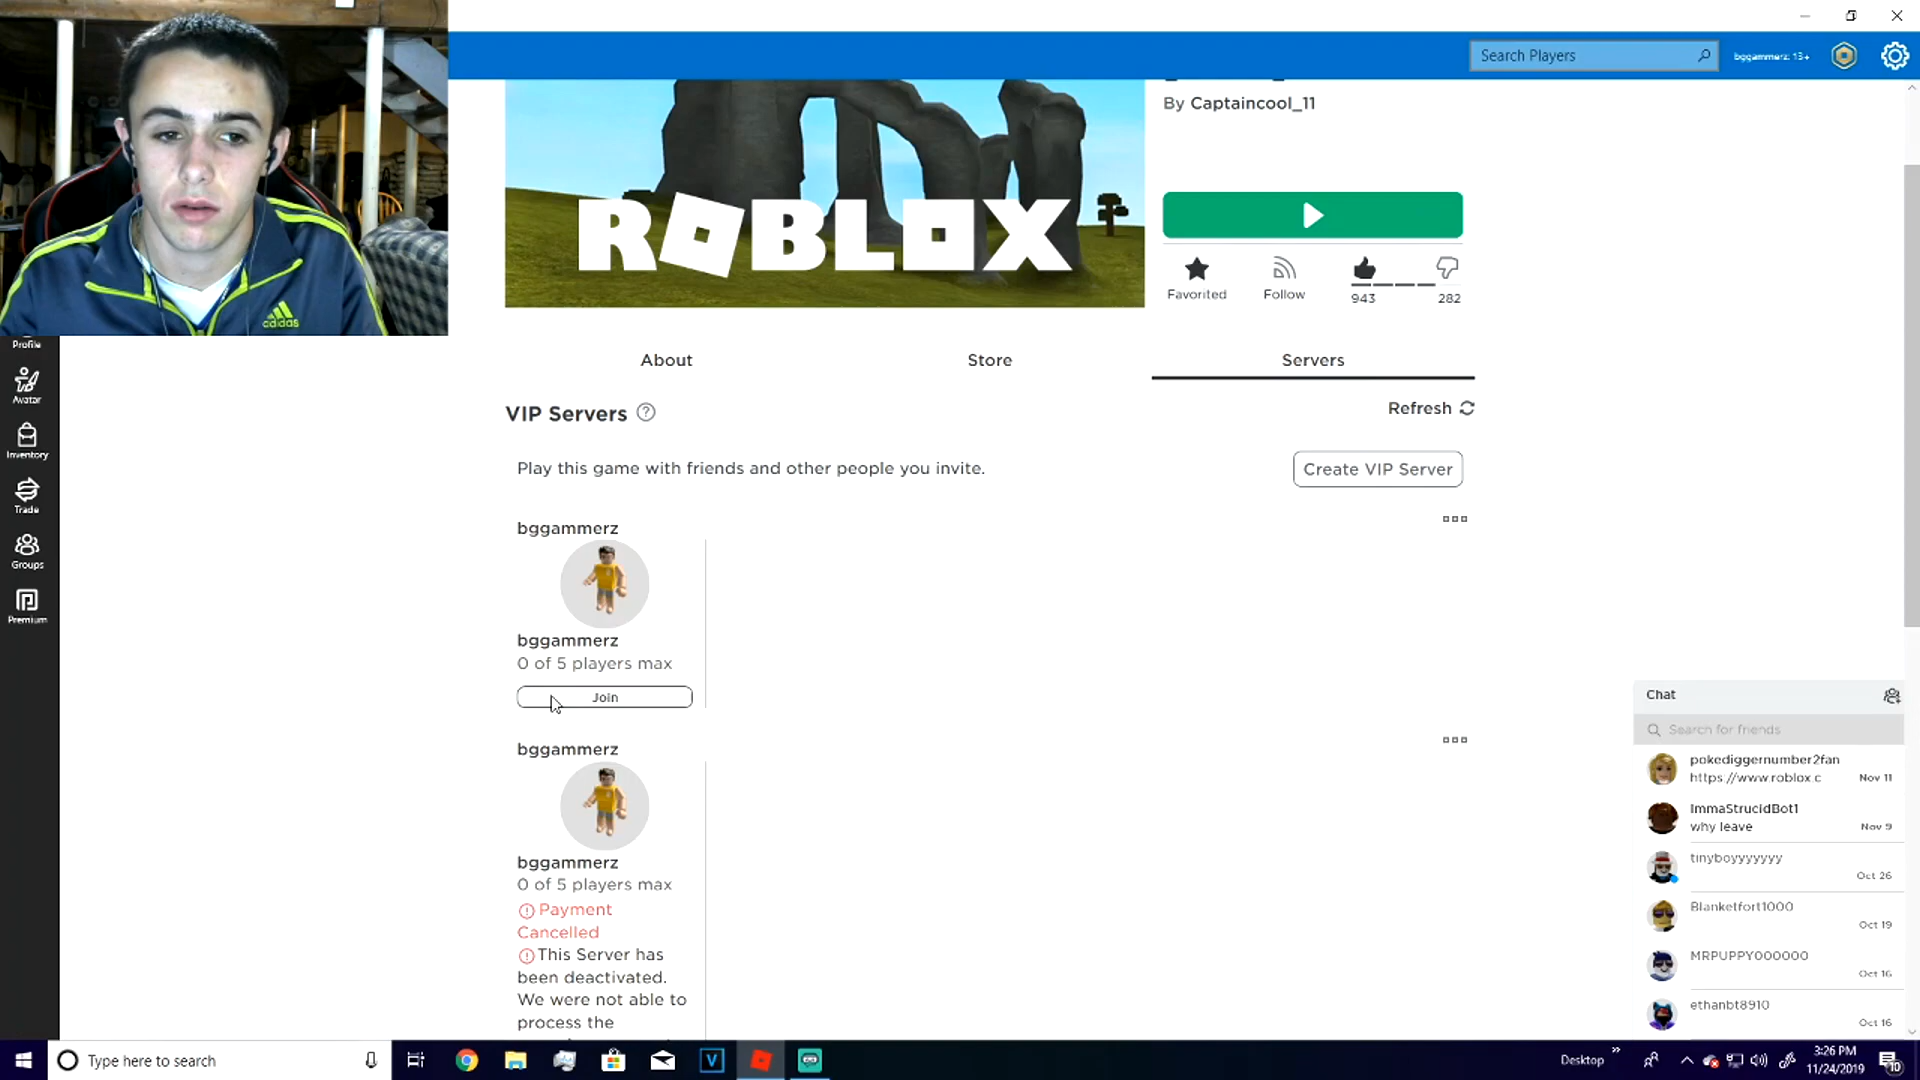 Search Players
bggammerz: 13+
By Captaincool_11
ROBLOX
adidas
Favorited
Follow
943
282
Profile
Avatar
Inventory
Trade
Groups
Premium
About
Store
Servers
VIP Servers
Refresh
Play this game with friends and other people you invite.
Create VIP Server
bggammerz
bggammerz
0 of 5 players max
Join
bggammerz
bggammerz
0 of 5 players max
Payment
Cancelled
This Server has
been deactivated.
We were not able to
process the
Chat
Search for friends
pokediggernumber2fan
https://www.roblox.c
Nov 11
ImmaStrucidBot1
why leave
Nov 9
tinyboyyyyyyy
Oct 26
Blanketfort1000
Oct 19
MRPUPPY000000
Oct 16
ethanbt8910
Oct 16
Type here to search
V
Desktop
3:26 PM
11/24/2019
10